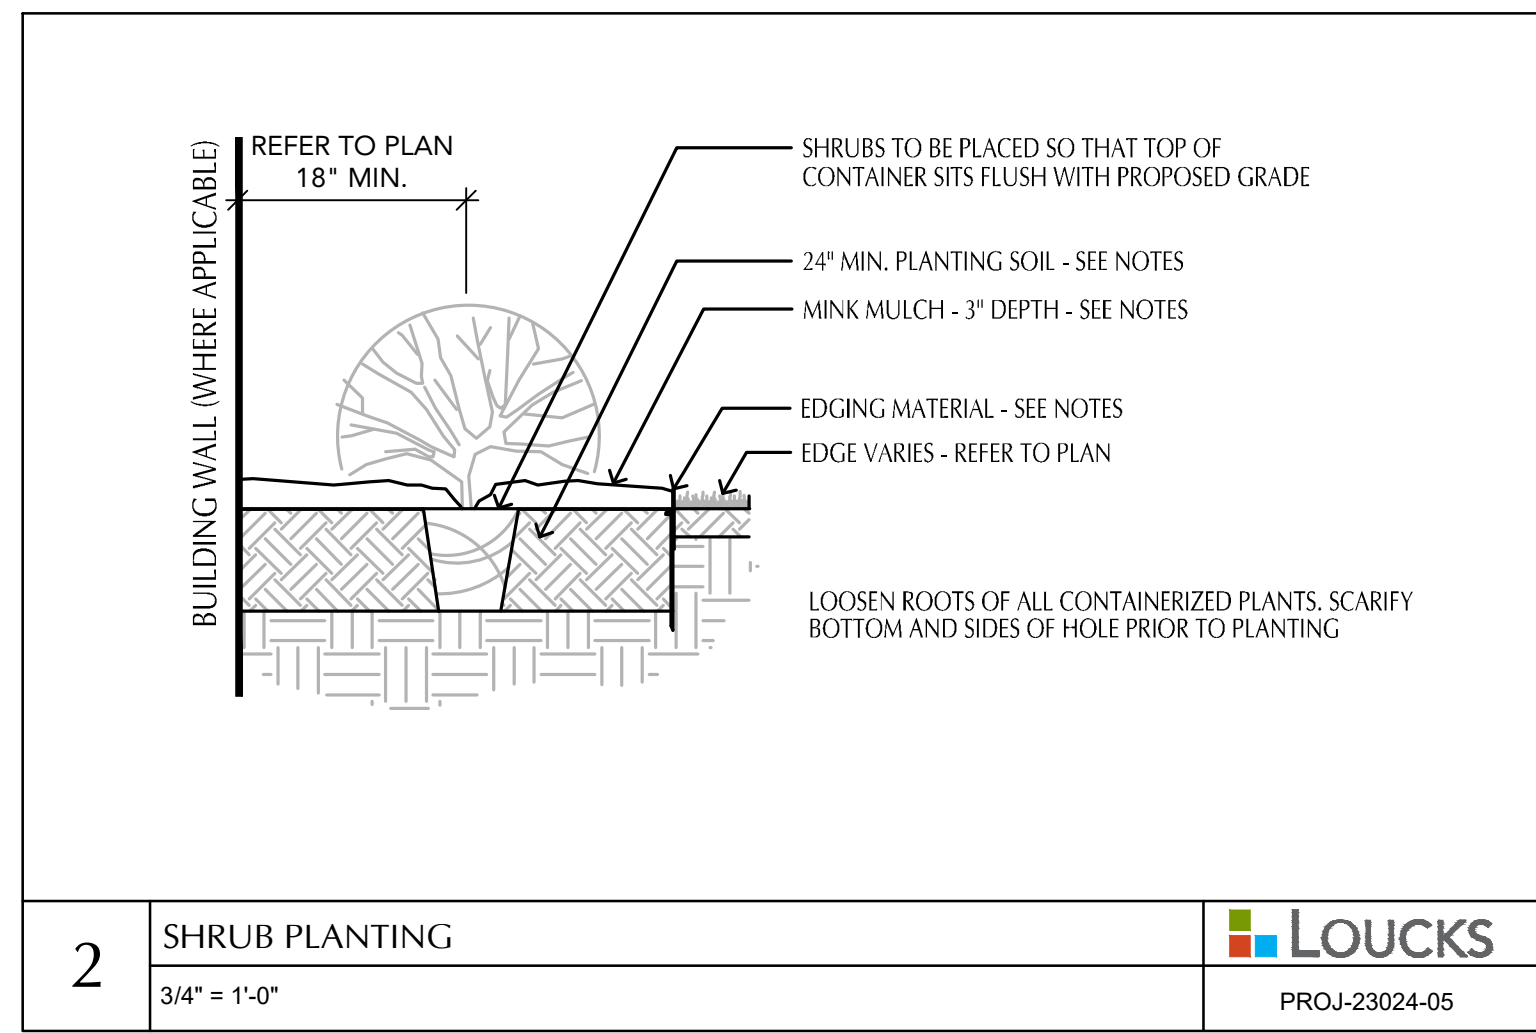 BUILDING WALL (WHERE APPLICABLE)
REFER TO PLAN
18" MIN.
SHRUBS TO BE PLACED SO THAT TOP OF
CONTAINER SITS FLUSH WITH PROPOSED GRADE
24" MIN. PLANTING SOIL - SEE NOTES
MINK MULCH - 3" DEPTH - SEE NOTES
EDGING MATERIAL - SEE NOTES
EDGE VARIES - REFER TO PLAN
LOOSEN ROOTS OF ALL CONTAINERIZED PLANTS. SCARIFY
BOTTOM AND SIDES OF HOLE PRIOR TO PLANTING
2
SHRUB PLANTING
3/4" = 1'-0"
LOUCKS
PROJ-23024-05